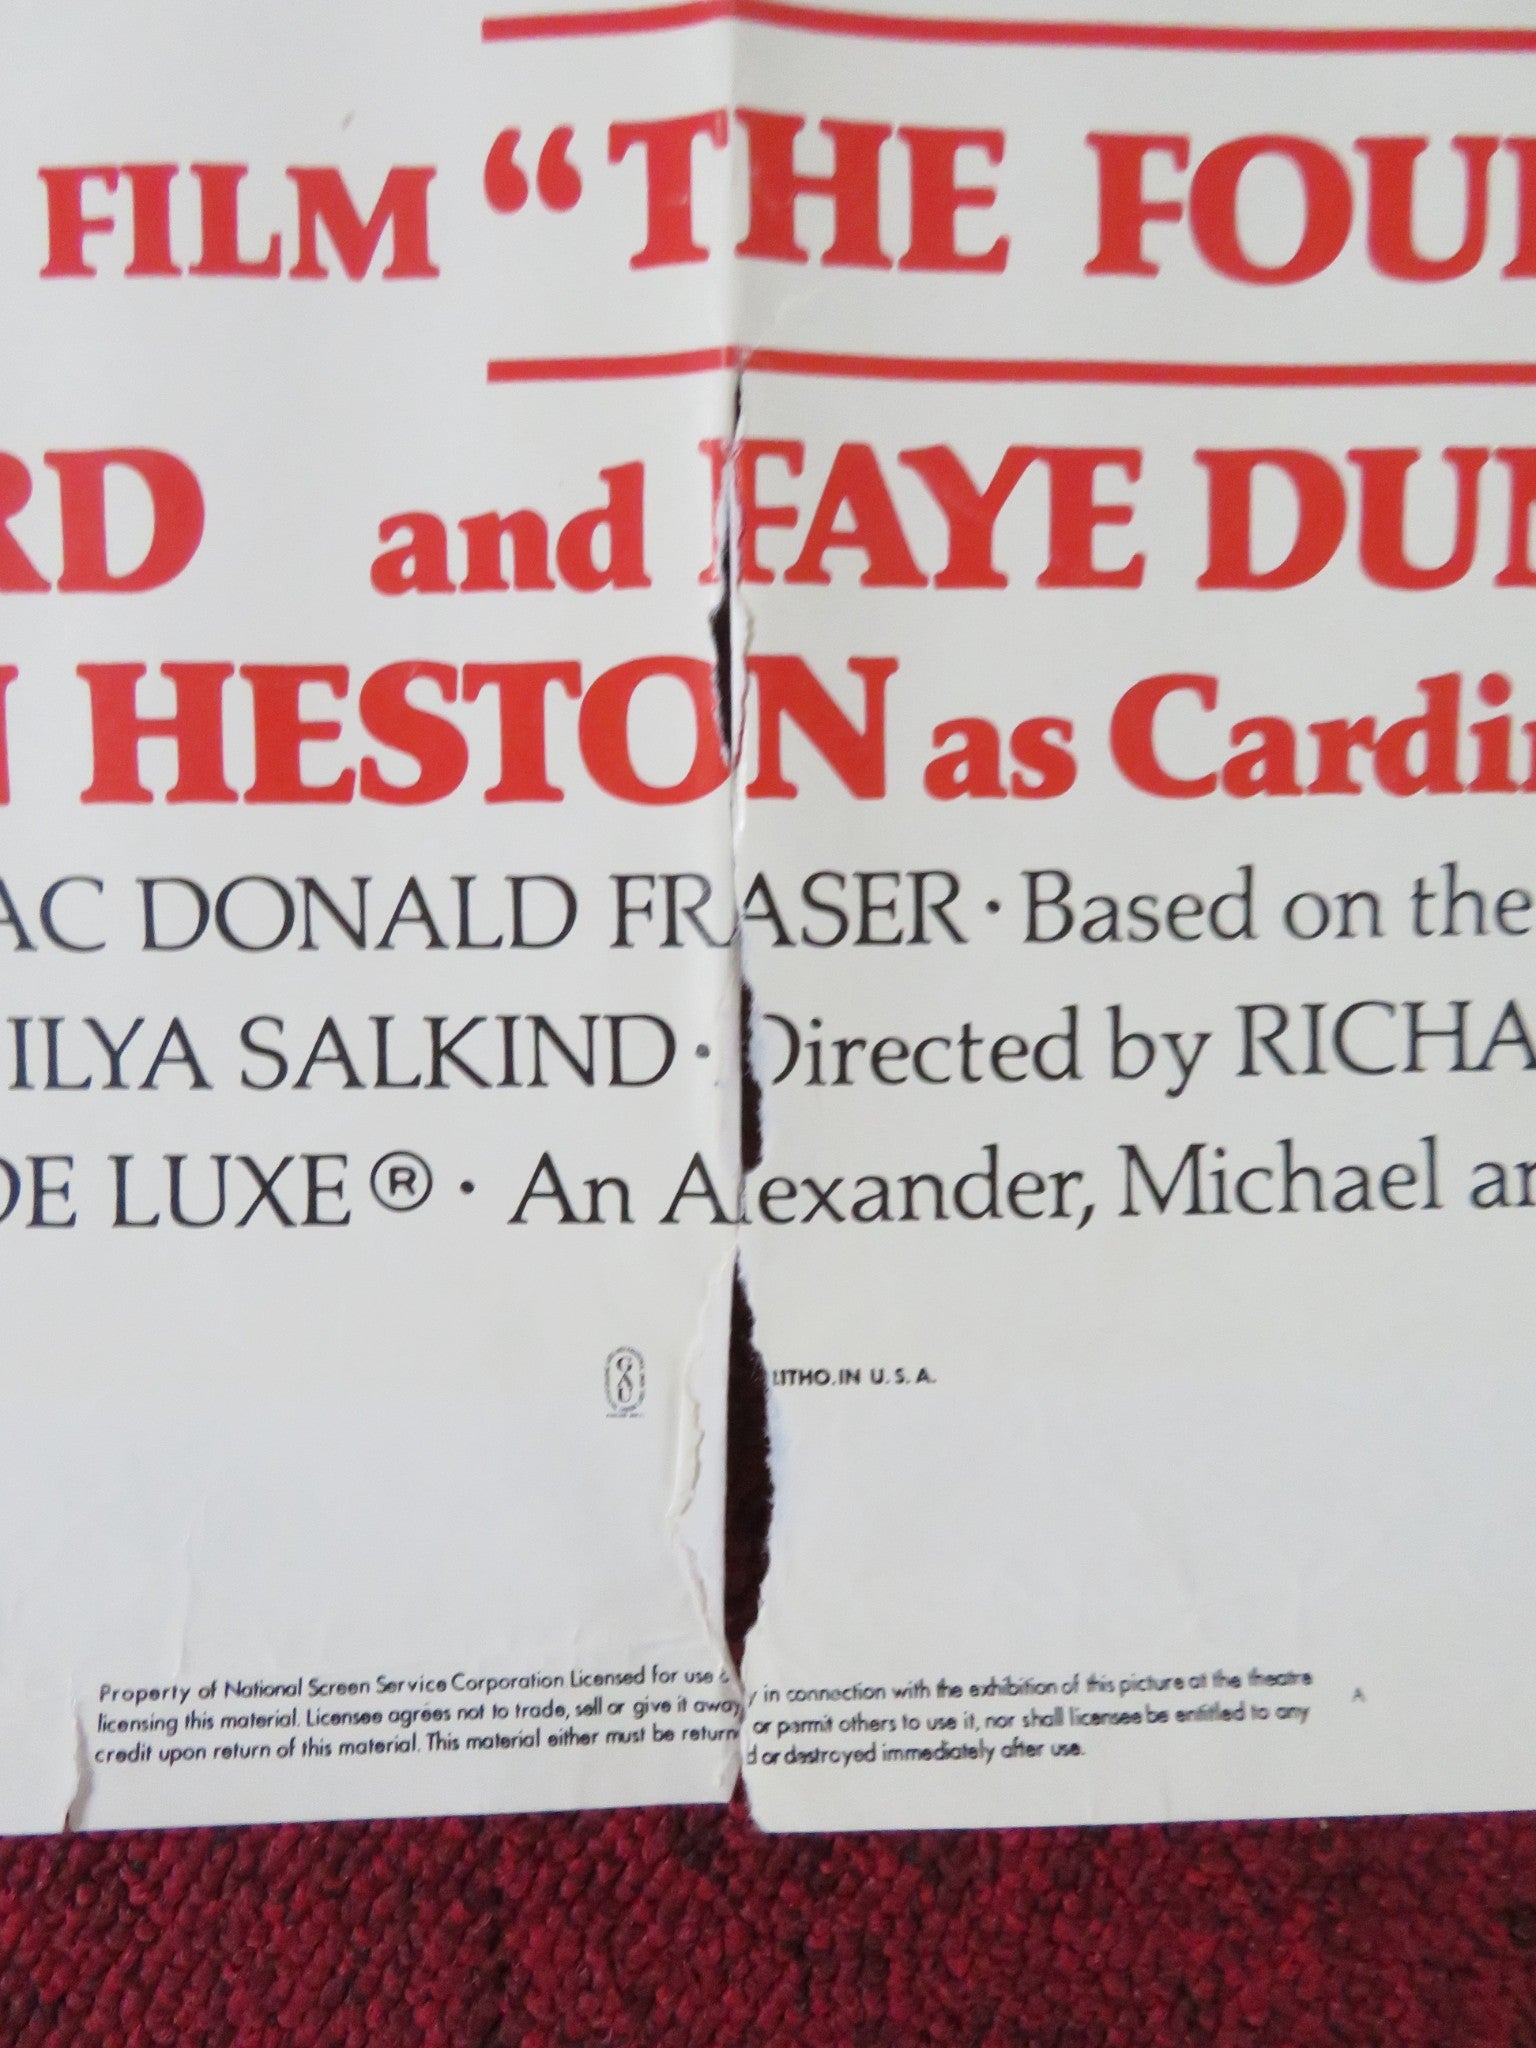 FILM "THE FOU
RD and FAYE DUN
HESTON as Cardi
AC DONALD FRASER · Based on the
ILYA SALKIND · Directed by RICHA
DE LUXE® · An Alexander, Michael an
LITHO. IN U. S. A.
Property of National Screen Service Corporation Licensed for use y in connection with the exhibition of this picture at the theatre
licensing this material. Licensee agrees not to trade, sell or give it away or permit others to use it, nor shall licensee be entitled to any
credit upon return of this material. This material either must be return d or destroyed immediately after use.